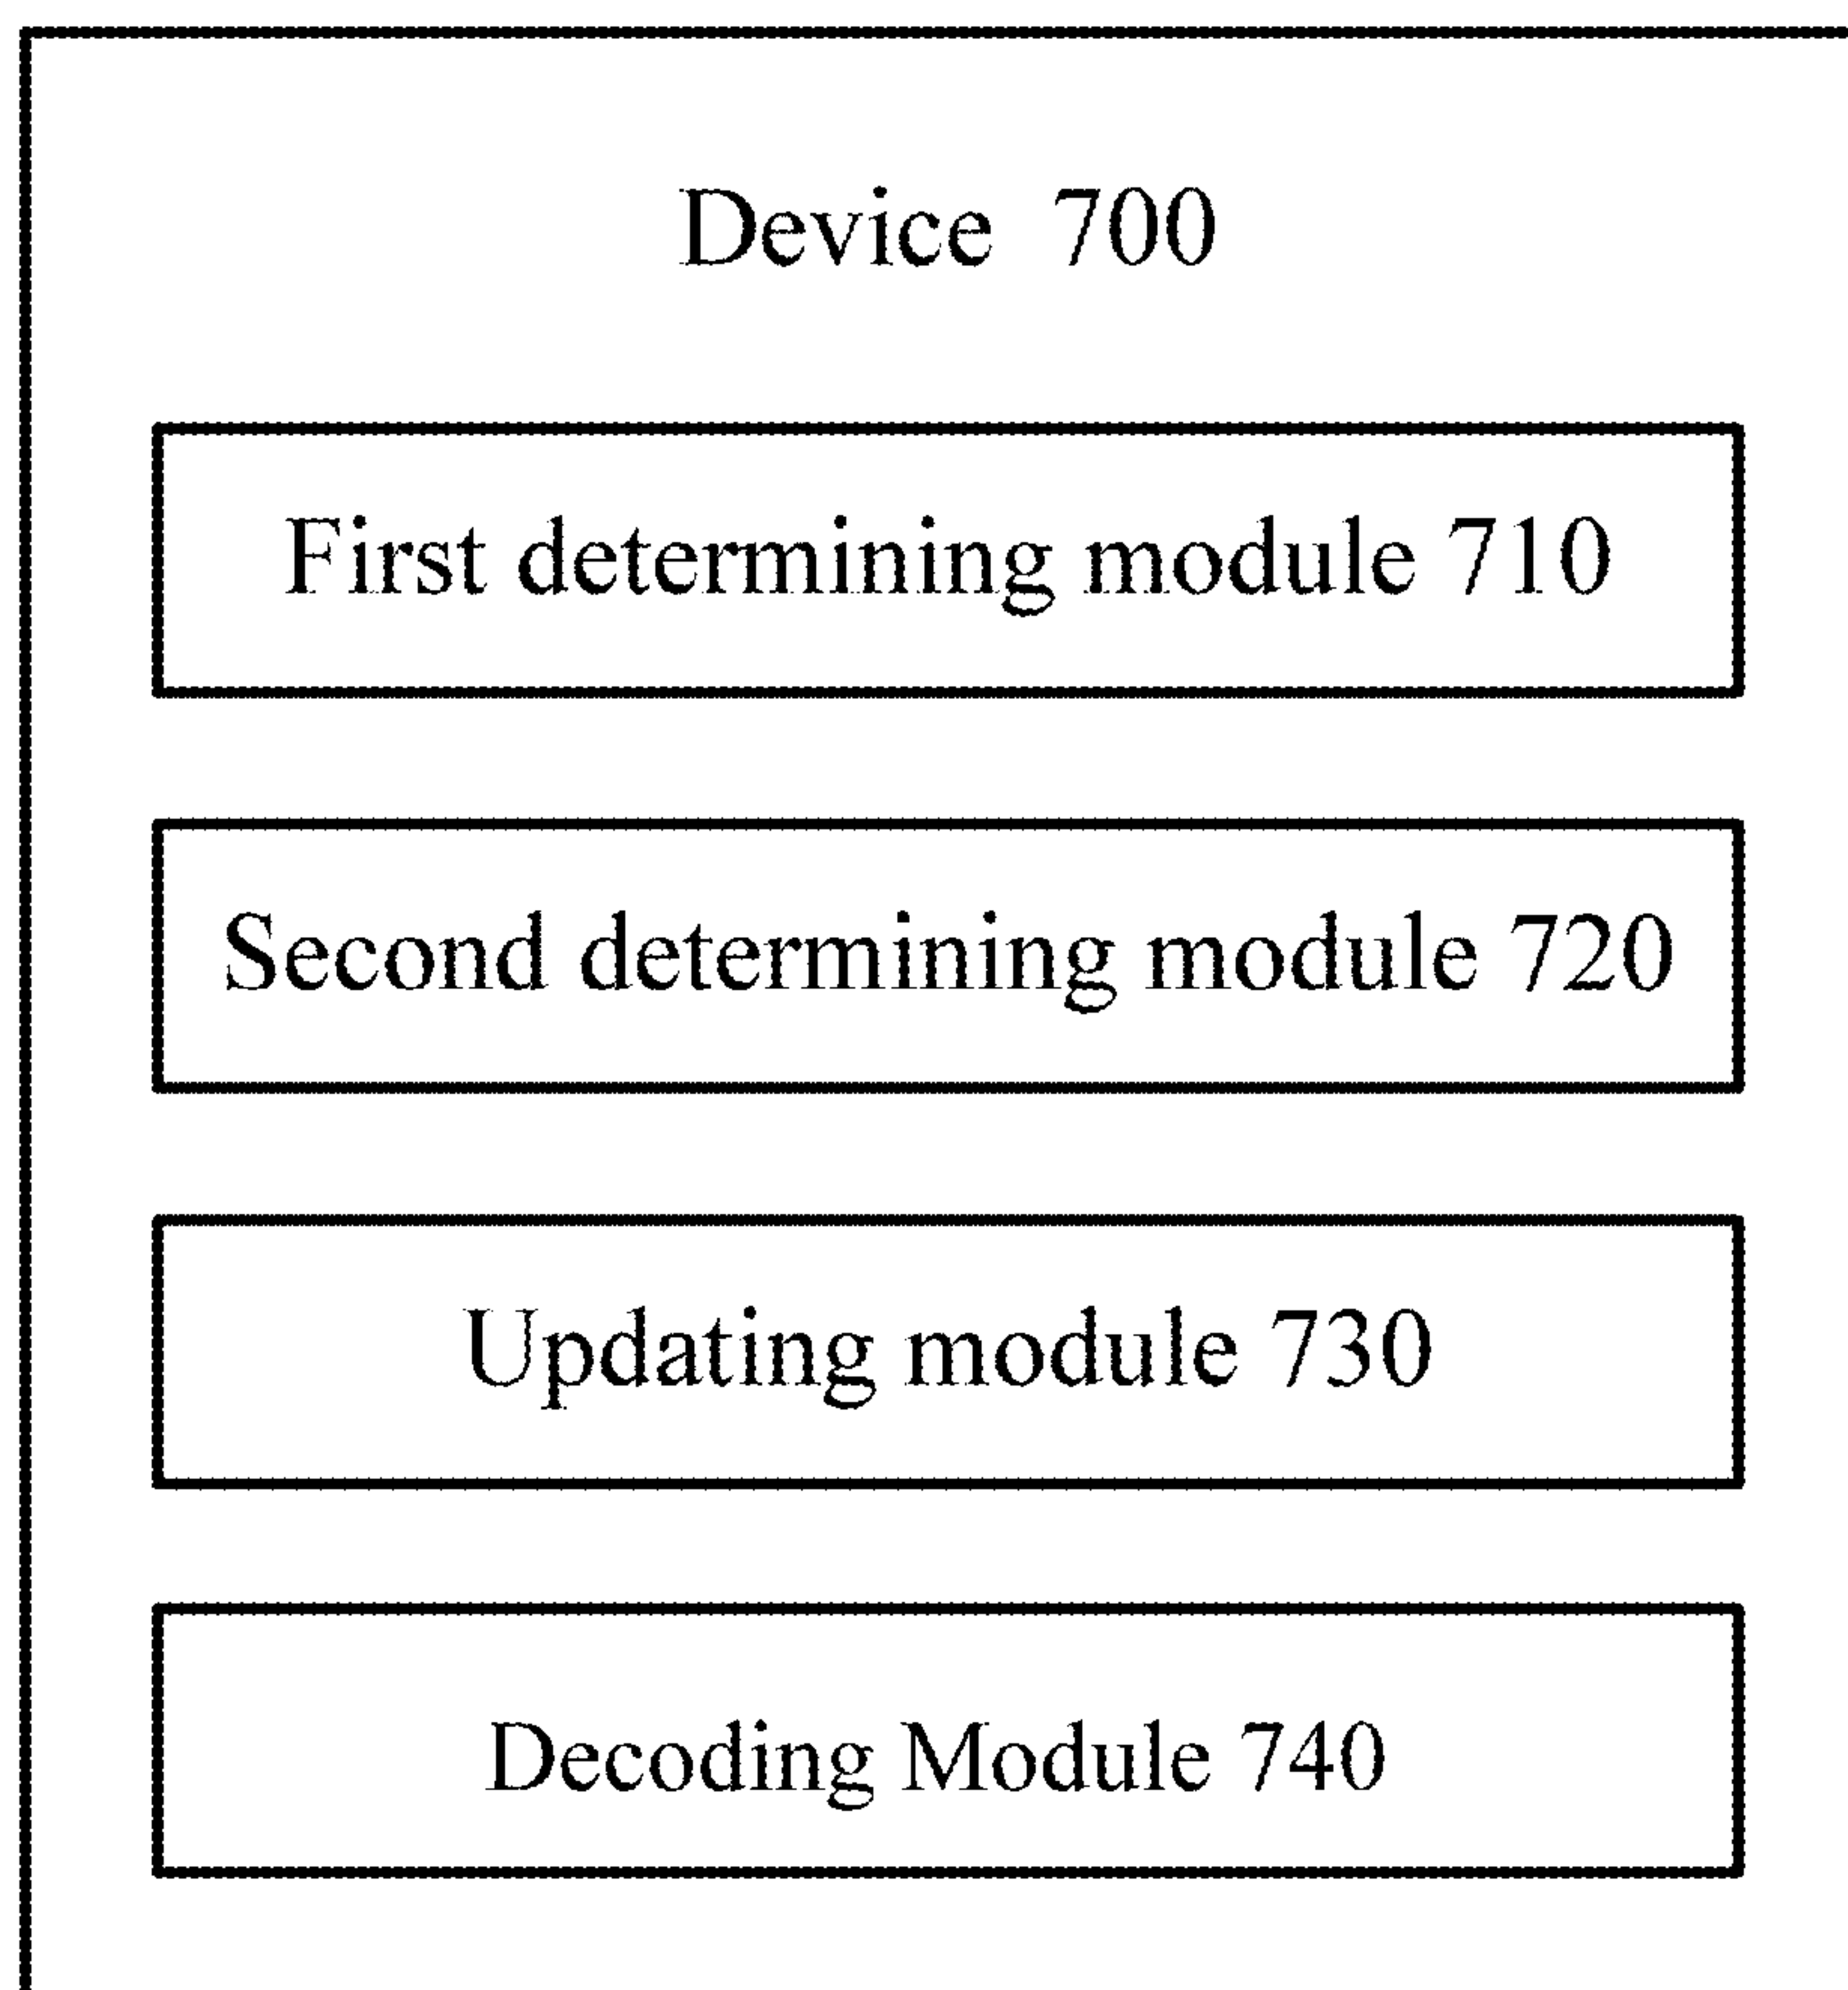 Device 700
First determining module 710
Second determining module 720
Updating module 730
Decoding Module 740